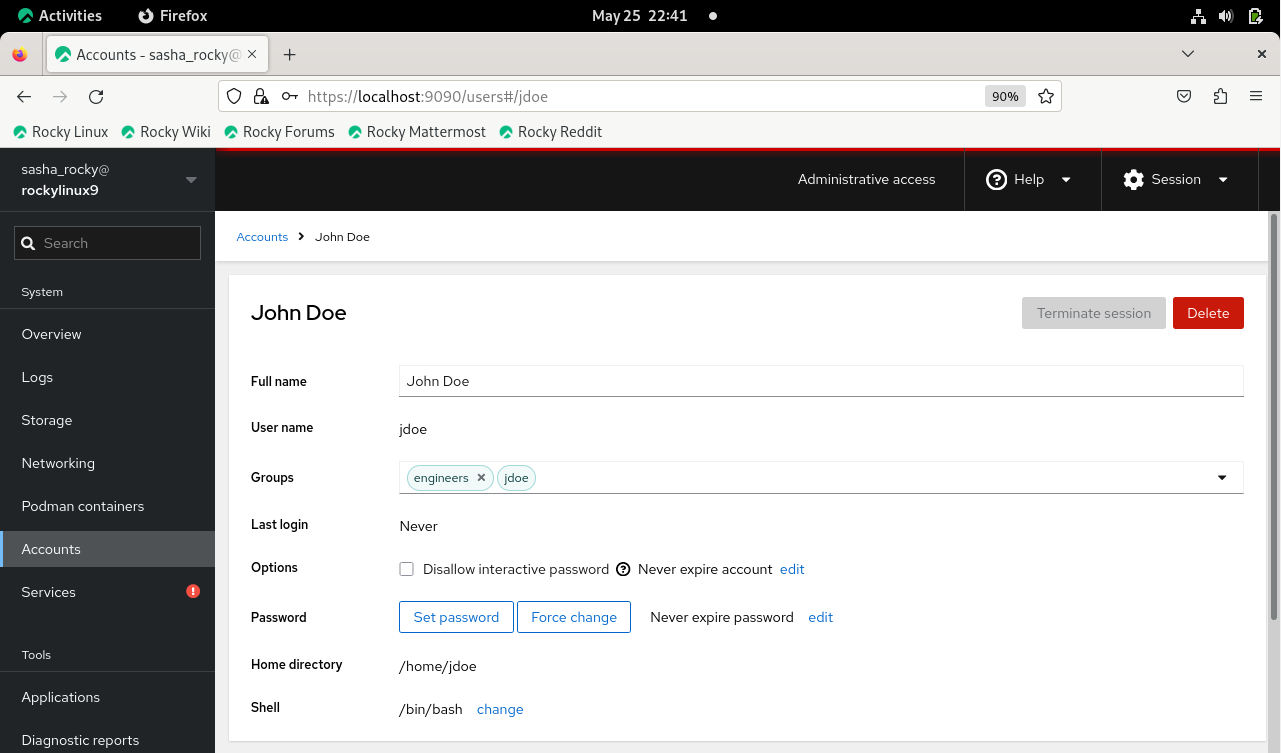 Activities Firefox May 25 22:41
Accounts - sasha_rocky@
https://localhost:9090/users#/jdoe 90%
Rocky Linux Rocky Wiki Rocky Forums Rocky Mattermost Rocky Reddit
sasha_rocky@
rockylinux9
Administrative access Help Session
Search
Accounts John Doe
System
Overview
Logs
Storage
Networking
Podman containers
Accounts
Services
Tools
Applications
Diagnostic reports
John Doe Terminate session Delete
Full name John Doe
User name jdoe
Groups engineers jdoe
Last login Never
Options Disallow interactive password Never expire account edit
Password Set password Force change Never expire password edit
Home directory /home/jdoe
Shell /bin/bash change